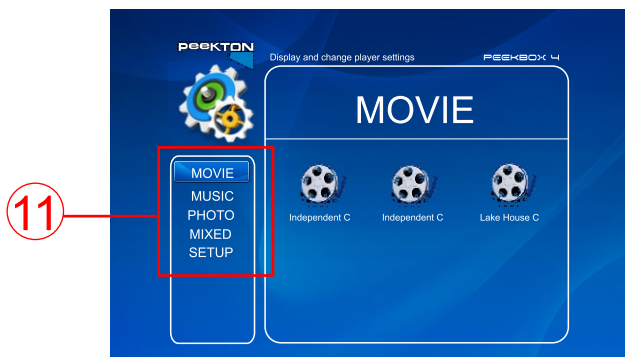 PEEKTON
Display and change player settings
PEEKBOX 4
MOVIE
MOVIE
MUSIC
PHOTO
MIXED
SETUP
11
Independent C
Independent C
Lake House C